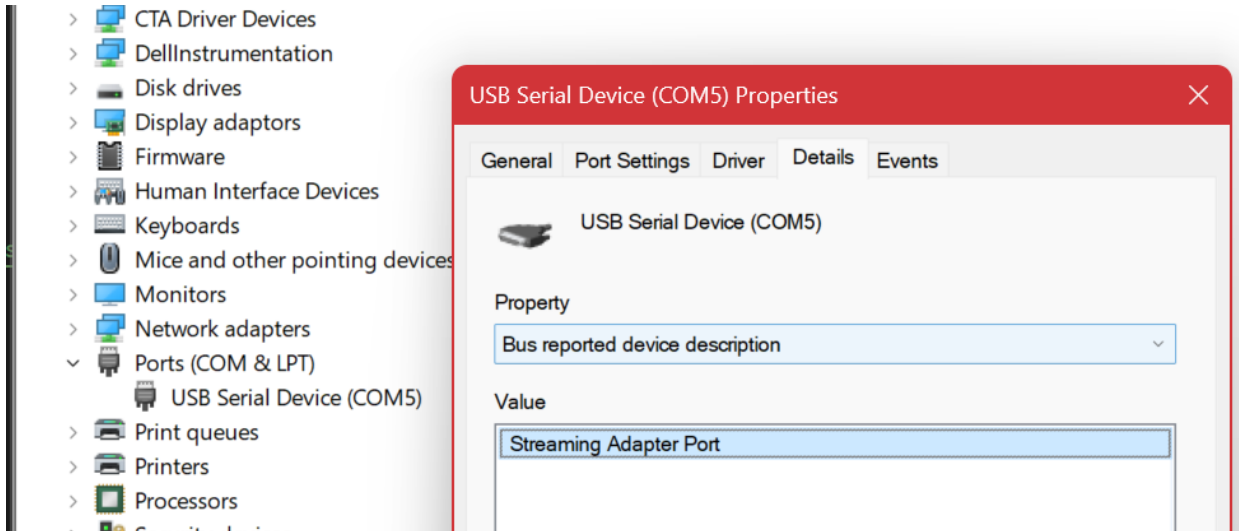 CTA Driver Devices
DellInstrumentation
Disk drives
Display adaptors
Firmware
Human Interface Devices
Keyboards
Mice and other pointing devices
Monitors
Network adapters
Ports (COM & LPT)
USB Serial Device (COM5)
Print queues
Printers
Processors
USB Serial Device (COM5) Properties
General Port Settings Driver Details Events
USB Serial Device (COM5)
Property
Bus reported device description
Value
Streaming Adapter Port